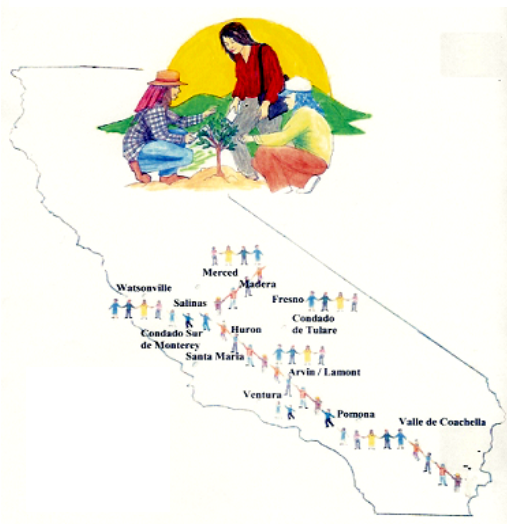 Merced
Madera
Watsonville
Salinas
Fresno
Condado
de Tulare
Condado Sur
de Monterey
Huron
Santa Maria
Arvin / Lamont
Ventura
Pomona
Valle de Coachella